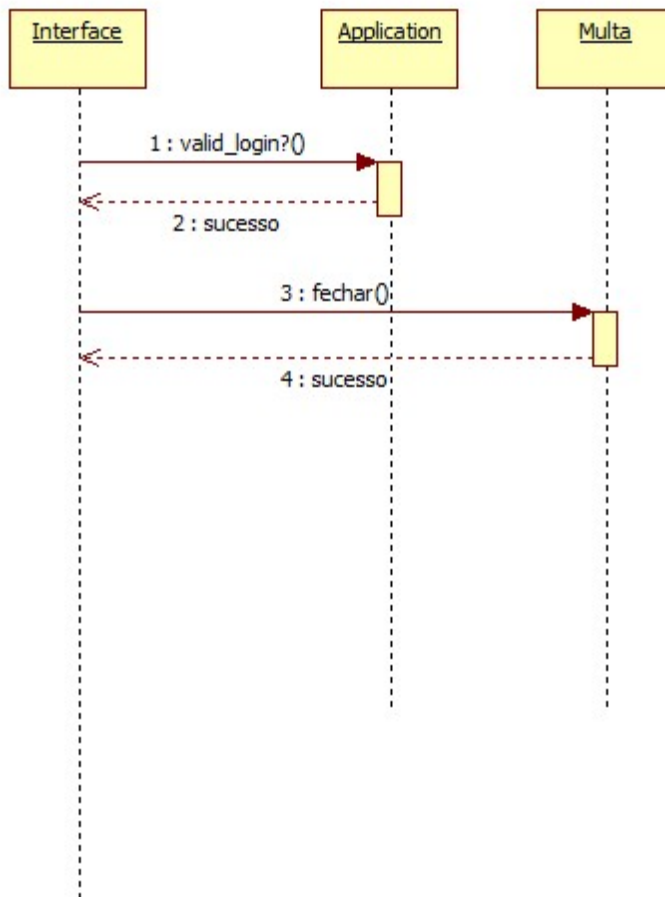 Interface
Application
Multa
1 : valid_login?()
2 : sucesso
3 : fechar()
4 : sucesso